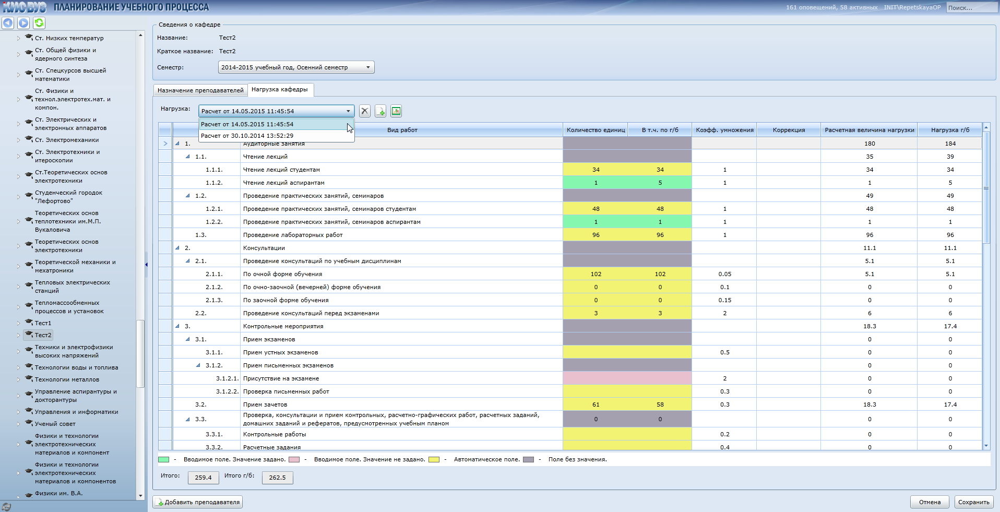 КИС ВУЗ ПЛАНИРОВАНИЕ УЧЕБНОГО ПРОЦЕССА
161 оповещений, 58 активных INIT\RepetskayaOP Поиск...
Ст. Низких температур
Ст. Общей физики и
ядерного синтеза
Ст. Спецкурсов высшей
математики
Ст. Физики и
технол.электротех.мат. и
компон.
Ст. Электрических и
электронных аппаратов
Ст. Электромеханики
Ст. Электротехники и
итероскопии
Ст.Теоретических основ
электротехники
Студенческий городок
"Лефортово"
Теоретических основ
теплотехники им.М.П.
Вукаловича
Теоретических основ
электротехники
Теоретической механики и
мехатроники
Тепловых электрических
станций
Тепломассообменных
процессов и установок
Тест1
Тест2
Техники и электрофизики
высоких напряжений
Технологии воды и топлива
Технологии металлов
Управление аспирантуры и
докторантуры
Управления и информатики
Ученый совет
Физики и технологии
электротехнических
материалов и компонент
Физики и технологии
электротехнических
материалов и компонентов
Физики им. В.А.
Сведения о кафедре
Название: Тест2
Краткое название: Тест2
Семестр: 2014-2015 учебный год, Осенний семестр
Назначение преподавателей Нагрузка кафедры
Нагрузка: Расчет от 14.05.2015 11:45:54
Расчет от 14.05.2015 11:45:54
Расчет от 30.10.2014 13:52:29
Вид работ Количество единиц В т.ч. по г/б Коэфф. умножения Коррекция Расчетная величина нагрузки Нагрузка г/б
1. Аудиторные занятия 180 184
1.1. Чтение лекций 35 39
1.1.1. Чтение лекций студентам 34 34 1 34 34
1.1.2. Чтение лекций аспирантам 1 5 1 1 5
1.2. Проведение практических занятий, семинаров 49 49
1.2.1. Проведение практических занятий, семинаров студентам 48 48 1 48 48
1.2.2. Проведение практических занятий, семинаров аспирантам 1 1 1 1 1
1.3. Проведение лабораторных работ 96 96 1 96 96
2. Консультации 11.1 11.1
2.1. Проведение консультаций по учебным дисциплинам 5.1 5.1
2.1.1. По очной форме обучения 102 102 0.05 5.1 5.1
2.1.2. По очно-заочной (вечерней) форме обучения 0 0 0.1 0 0
2.1.3. По заочной форме обучения 0 0 0.15 0 0
2.2. Проведение консультаций перед экзаменами 3 3 2 6 6
3. Контрольные мероприятия 18.3 17.4
3.1. Прием экзаменов 0 0
3.1.1. Прием устных экзаменов 0.5 0 0
3.1.2. Прием письменных экзаменов 0 0
3.1.2.1. Присутствие на экзамене 2 0 0
3.1.2.2. Проверка письменных работ 0.3 0 0
3.2. Прием зачетов 61 58 0.3 18.3 17.4
3.3. Проверка, консультации и прием контрольных, расчетно-графических работ, расчетных заданий,
домашних заданий и рефератов, предусмотренных учебным планом 0 0 0 0
3.3.1. Контрольные работы 0.2 0 0
3.3.2. Расчетные задания 0.4 0 0
- Вводимое поле. Значение задано. - Вводимое поле. Значение не задано. - Автоматическое поле. - Поле без значения.
Итого: 259.4 Итого г/б: 262.5
Добавить преподавателя Отмена Сохранить